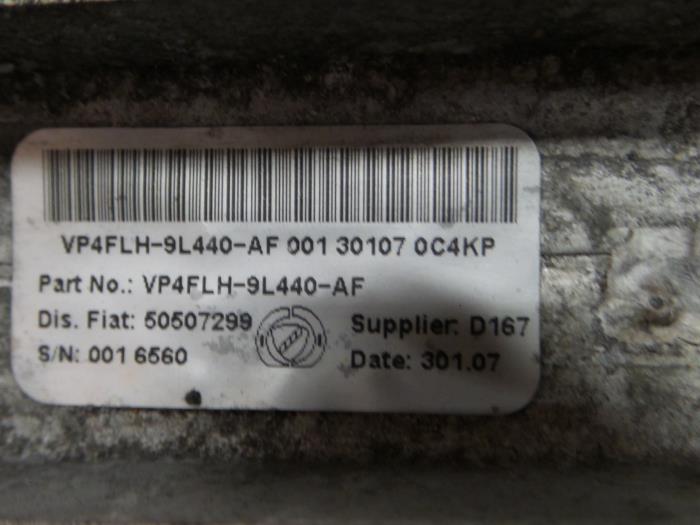 VP4FLH-9L440-AF 001 30107 0C4KP
Part No.: VP4FLH-9L440-AF
Dis. Fiat: 50507299 Supplier: D167
S/N: 001 6560 Date: 301.07